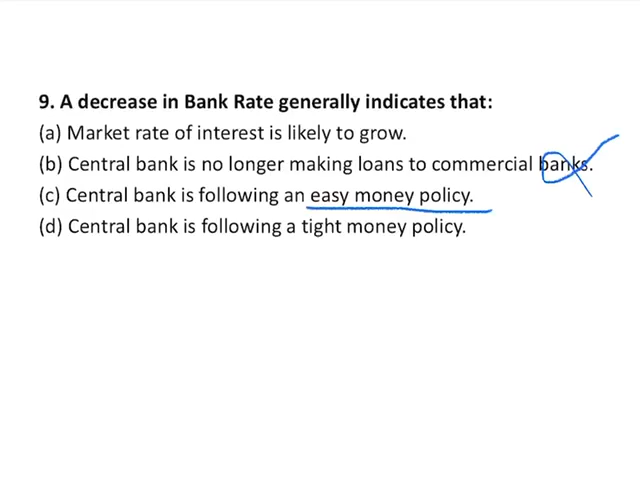 9. A decrease in Bank Rate generally indicates that:
(a) Market rate of interest is likely to grow.
(b) Central bank is no longer making loans to commercial banks.
(c) Central bank is following an easy money policy.
(d) Central bank is following a tight money policy.